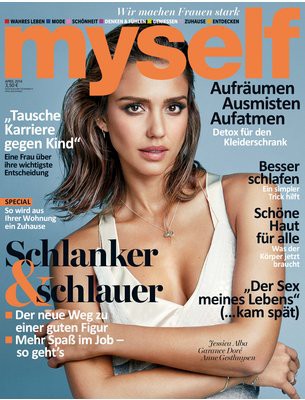 Wir machen Frauen stark
WAHRES LEBEN MODE SCHÖNHEIT DENKEN & FÜHLEN GENIESSEN ZUHAUSE ENTDECKEN
myself
APRIL 2014
3,50 €
„Tausche
Karriere
gegen Kind“
Eine Frau über
ihre wichtigste
Entscheidung
SPECIAL
So wird aus
Ihrer Wohnung
ein Zuhause
Schlanker
& schlauer
Der neue Weg zu
einer guten Figur
Mehr Spaß im Job –
so geht's
Aufräumen
Ausmisten
Aufatmen
Detox für den
Kleiderschrank
Besser
schlafen
Ein simpler
Trick hilft
Schöne
Haut
für alle
Was der
Körper jetzt
braucht
„Der Sex
meines Lebens“
(...kam spät)
Jessica Alba
Garance Doré
Anne Gesthuysen